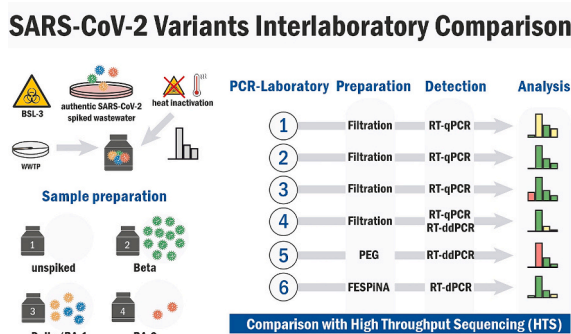 SARS-CoV-2 Variants Interlaboratory Comparison
BSL-3
authentic SARS-CoV-2
spiked wastewater
heat inactivation
WWTP
Sample preparation
1
unspiked
2
Beta
3
4
PCR-Laboratory Preparation Detection Analysis
1 Filtration RT-qPCR
2 Filtration RT-qPCR
3 Filtration RT-qPCR
4 Filtration RT-qPCR
RT-ddPCR
5 PEG RT-ddPCR
6 FESPiNA RT-dPCR
Comparison with High Throughput Sequencing (HTS)